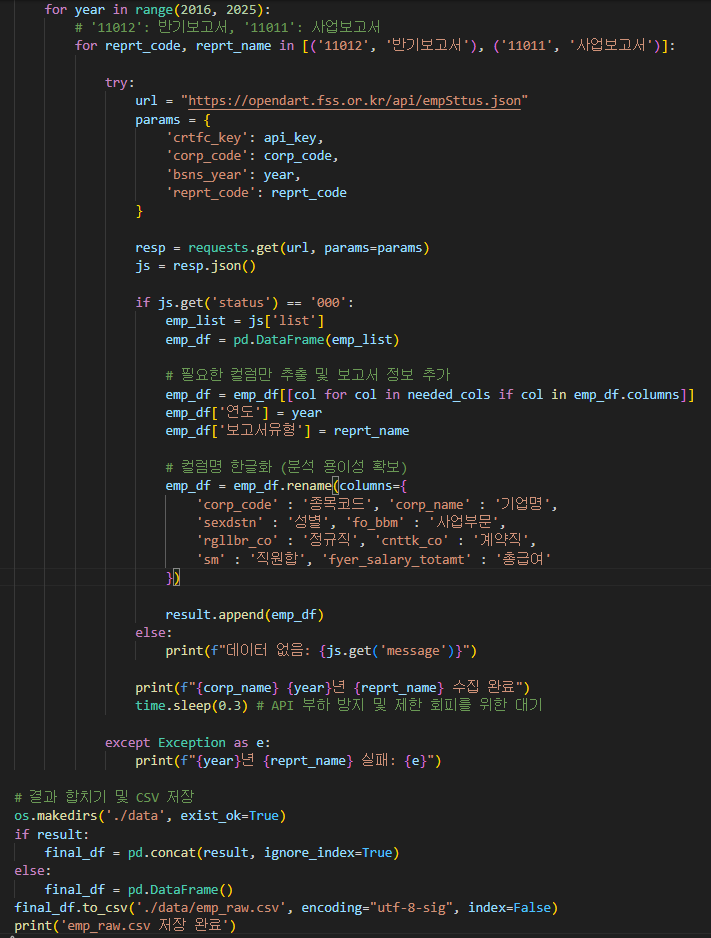 for year in range(2016, 2025):
# '11012': 반기보고서, '11011': 사업보고서
for reprt_code, reprt_name in [('11012', '반기보고서'), ('11011', '사업보고서')]:
try:
url = "https://opendart.fss.or.kr/api/empSttus.json"
params = {
'crtfc_key': api_key,
'corp_code': corp_code,
'bsns_year': year,
'reprt_code': reprt_code
}
resp = requests.get(url, params=params)
js = resp.json()
if js.get('status') == '000':
emp_list = js['list']
emp_df = pd.DataFrame(emp_list)
# 필요한 컬럼만 추출 및 보고서 정보 추가
emp_df = emp_df[[col for col in needed_cols if col in emp_df.columns]]
emp_df['연도'] = year
emp_df['보고서유형'] = reprt_name
# 컬럼명 한글화 (분석 용이성 확보)
emp_df = emp_df.rename(columns={
'corp_code' : '종목코드', 'corp_name' : '기업명',
'sexdstn' : '성별', 'fo_bbm' : '사업부문',
'rgllbr_co' : '정규직', 'cnttk_co' : '계약직',
'sm' : '직원합', 'fyer_salary_totamt' : '총급여'
})
result.append(emp_df)
else:
print(f"데이터 없음: {js.get('message')}")
print(f"{corp_name} {year}년 {reprt_name} 수집 완료")
time.sleep(0.3) # API 부하 방지 및 제한 회피를 위한 대기
except Exception as e:
print(f"{year}년 {reprt_name} 실패: {e}")
# 결과 합치기 및 CSV 저장
os.makedirs('./data', exist_ok=True)
if result:
final_df = pd.concat(result, ignore_index=True)
else:
final_df = pd.DataFrame()
final_df.to_csv('./data/emp_raw.csv', encoding="utf-8-sig", index=False)
print('emp_raw.csv 저장 완료')